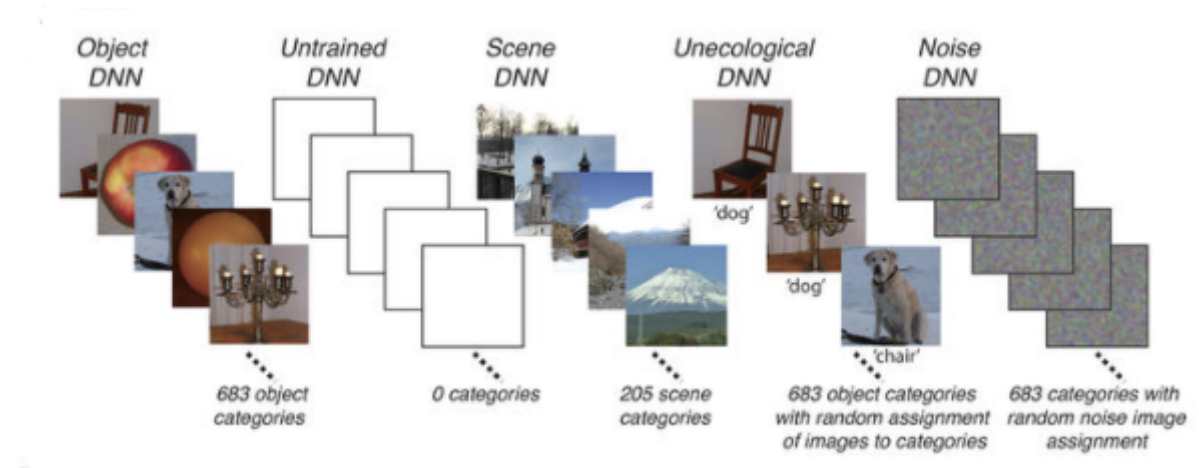 Object
DNN
Untrained
DNN
Scene
DNN
Unecological
DNN
Noise
DNN
'dog'
'dog'
'chair'
683 object
categories
0 categories
205 scene
categories
683 object categories
with random assignment
of images to categories
683 categories with
random noise image
assignment